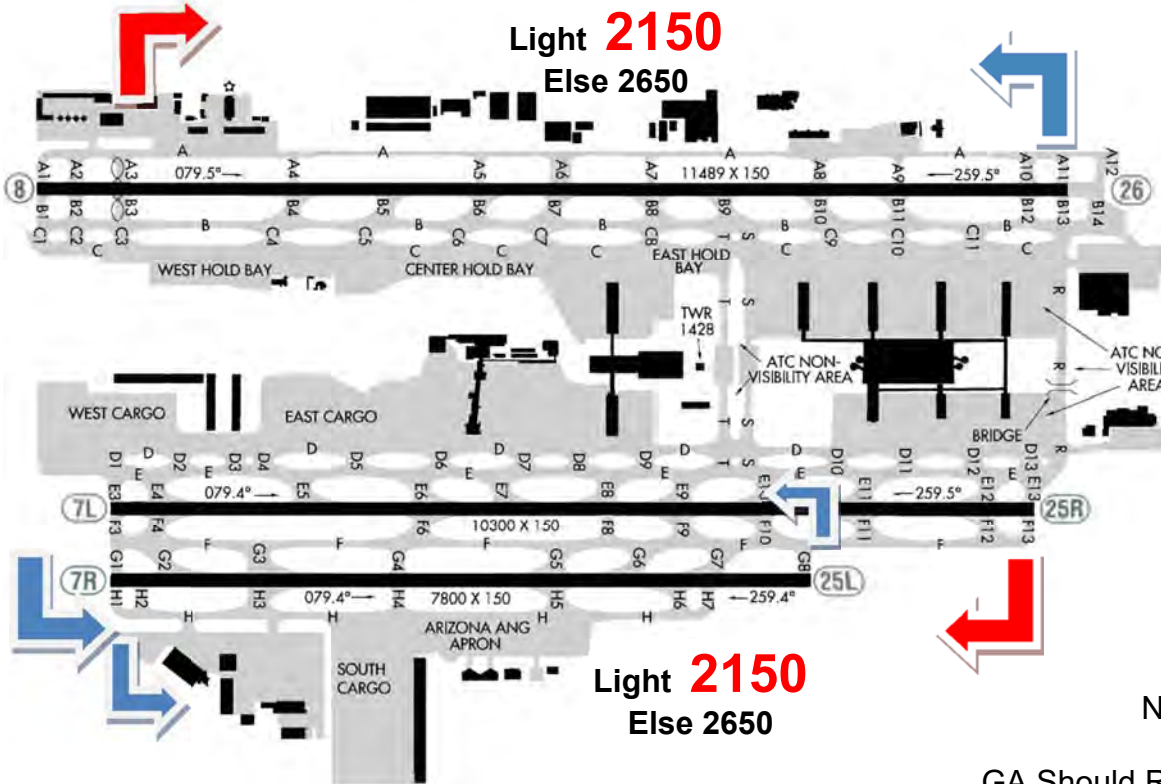 Light 2150
Else 2650
A
A
A
A
A1
A2
A3
079.5°
A4
A5
A6
A7
11489 X 150
A8
A9
259.5°
A10
A11
A12
8
26
B1
B2
B3
B4
B5
B6
B7
B8
B9
B10
B11
B12
B13
B14
B
B
B
B
B
C1
C2
C3
C4
C5
C6
C7
C8
C9
C10
C11
C
C
C
C
C
C
T
S
WEST HOLD BAY
CENTER HOLD BAY
EAST HOLD
BAY
T
S
R
TWR
1428
ATC NON-
VISIBILITY AREA
R
ATC NO
VISIBILI
AREA
WEST CARGO
EAST CARGO
BRIDGE
T
S
R
D1
D
D2
D3
D4
D
D5
D6
D
D7
D8
D9
D
T
S
D
D10
D11
D12
D13
E
E
E
E
E
E
E3
E4
079.4°
E5
E6
E7
E8
E9
E11
259.5°
E12
E13
7L
25R
F3
F4
F6
10300 X 150
F8
F9
F10
F11
F12
F13
F
F
F
F
F
G1
G2
G3
G4
G5
G6
G7
G8
7R
25L
H1
H2
H3
079.4°
H4
7800 X 150
H5
H6
H7
259.4°
H
H
H
H
ARIZONA ANG
APRON
SOUTH
CARGO
Light 2150
Else 2650
N
GA Should